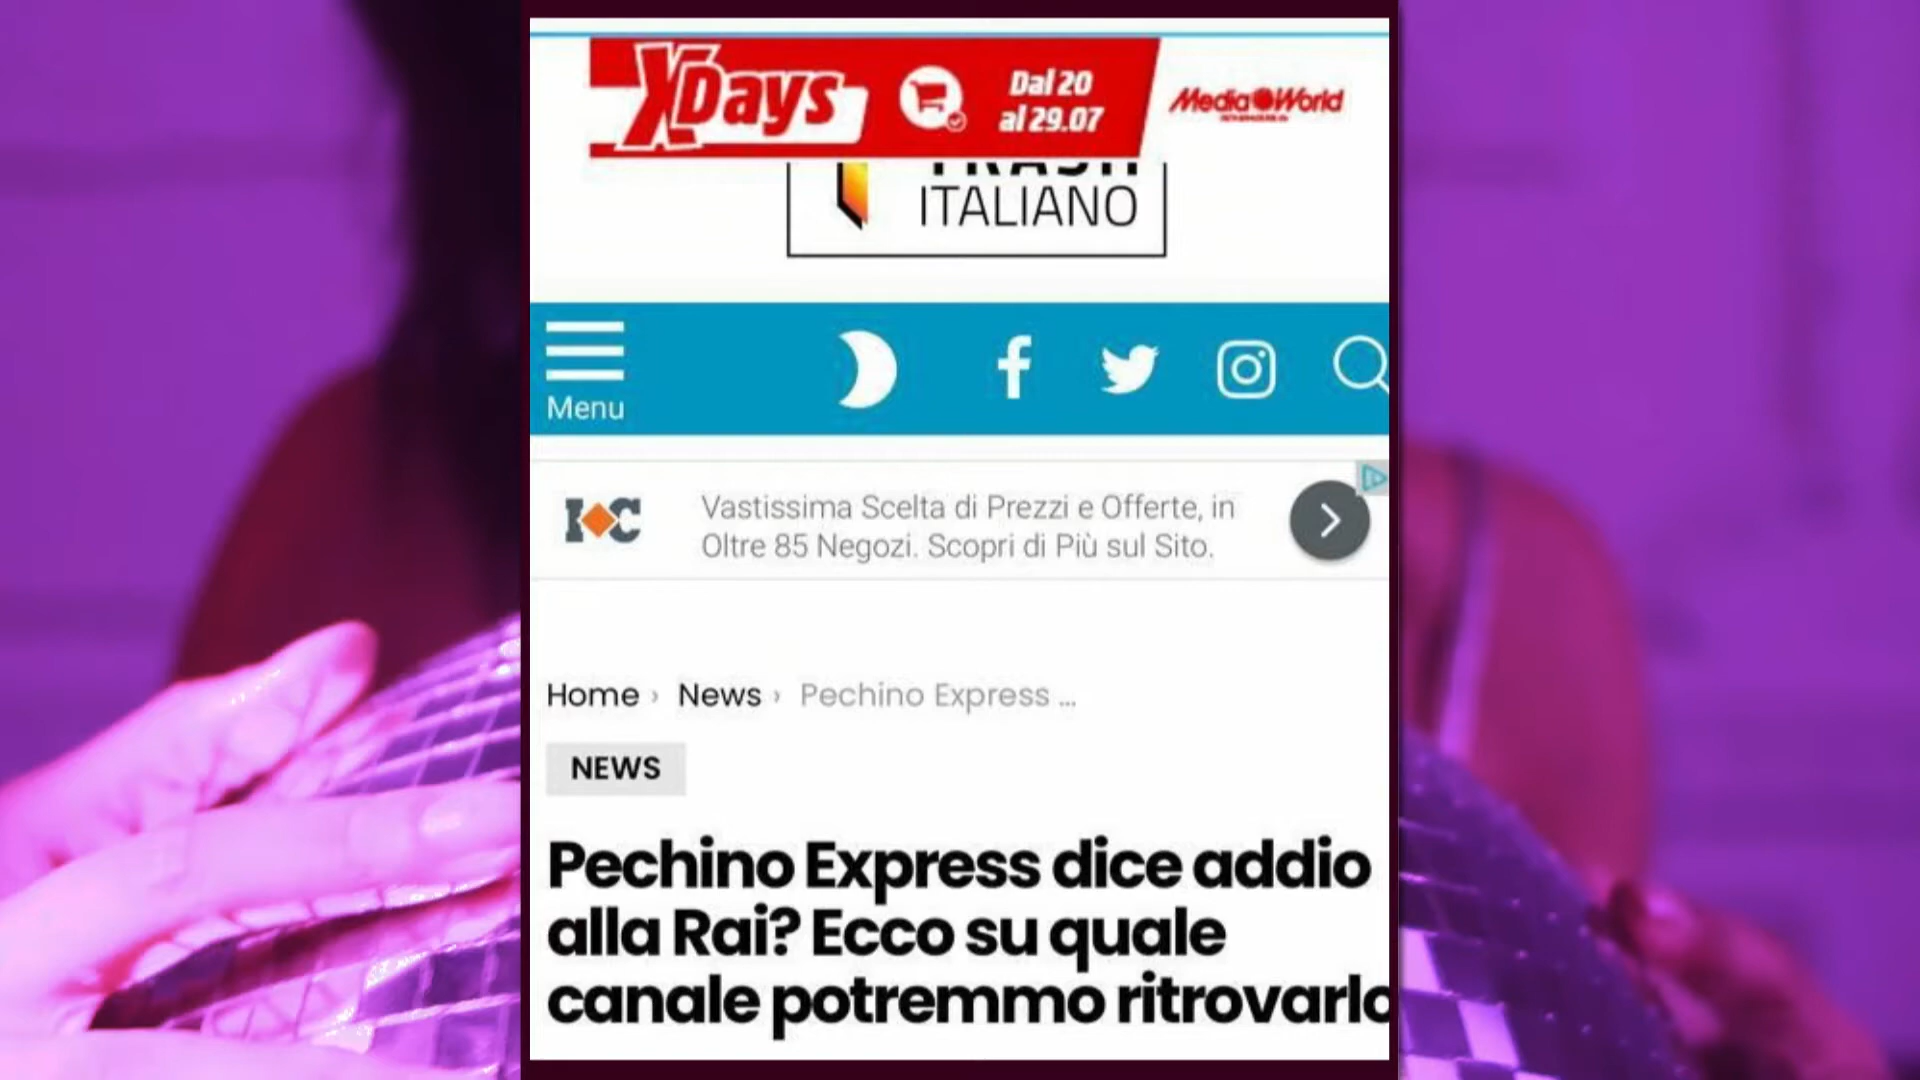 XDays
Dal 20
al 29.07
MediaWorld
TRASH
ITALIANO
Menu
Vastissima Scelta di Prezzi e Offerte, in
Oltre 85 Negozi. Scopri di Più sul Sito.
Home › News › Pechino Express ...
NEWS
Pechino Express dice addio
alla Rai? Ecco su quale
canale potremmo ritrovarlo